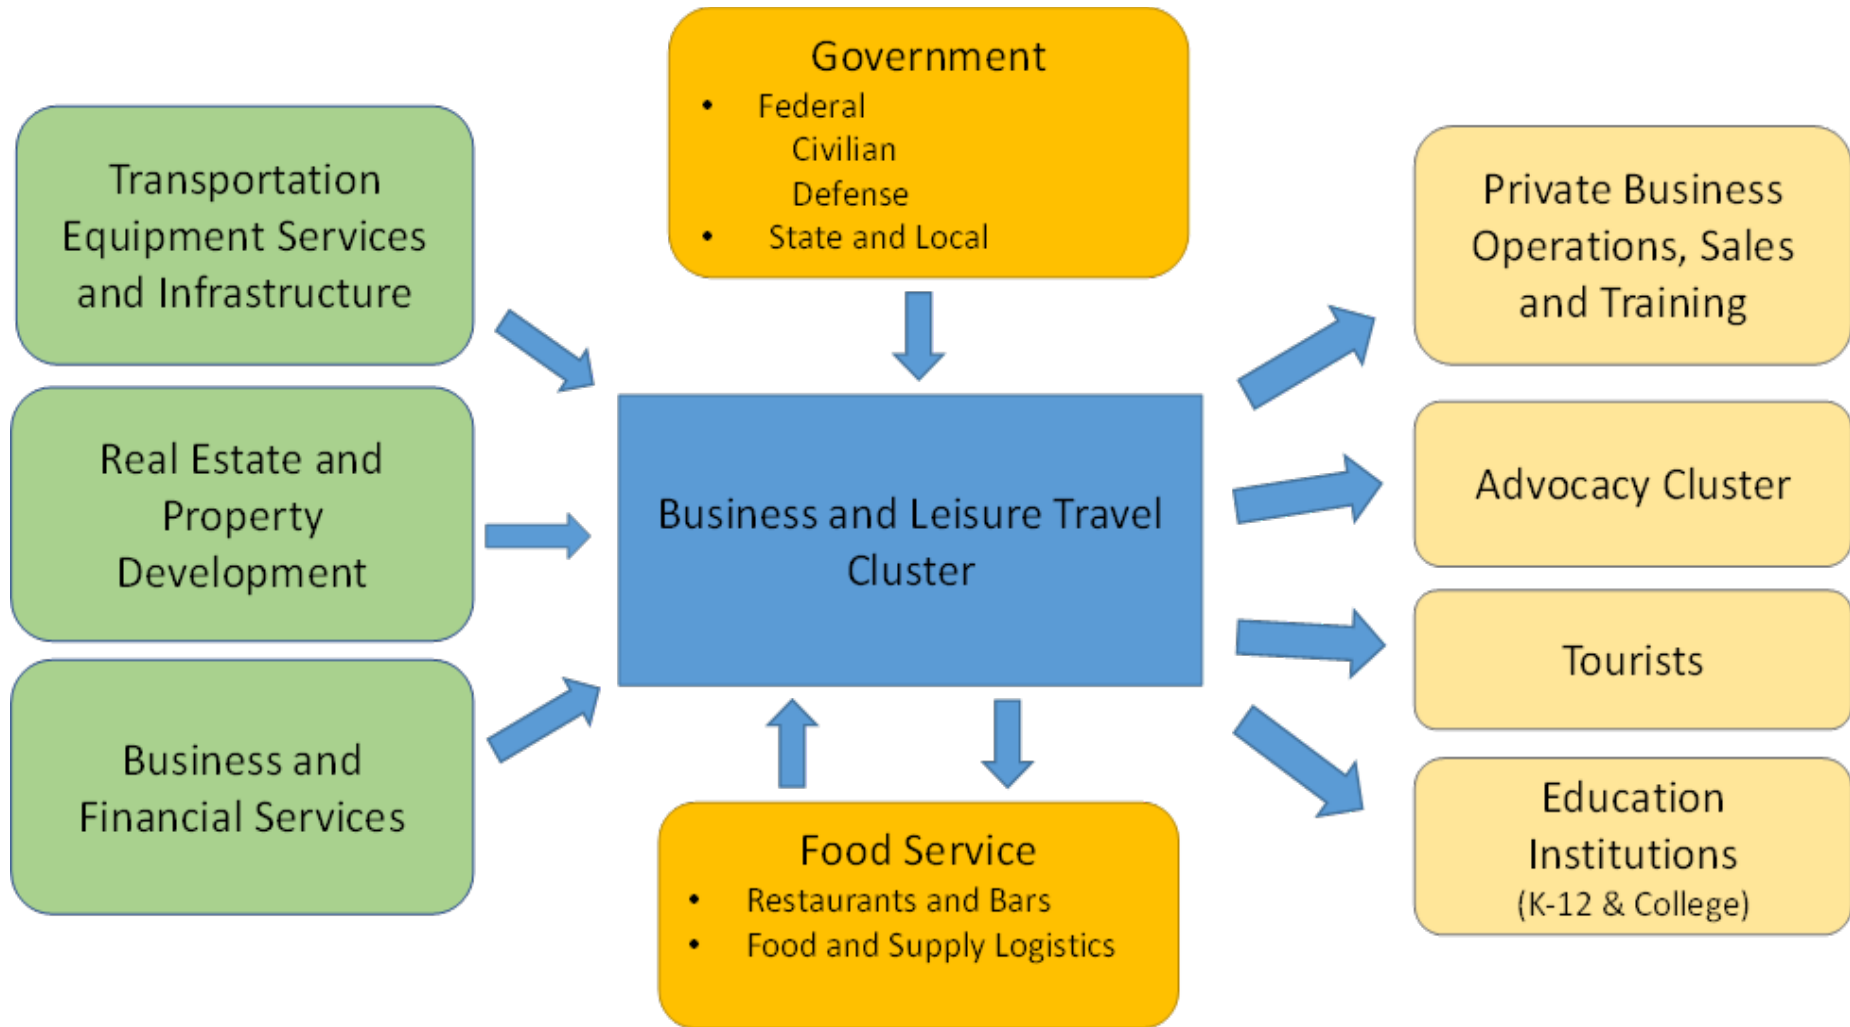 Government
• Federal
Civilian
Defense
• State and Local
Transportation
Equipment Services
and Infrastructure
Real Estate and
Property
Development
Business and
Financial Services
Business and Leisure Travel
Cluster
Food Service
• Restaurants and Bars
• Food and Supply Logistics
Private Business
Operations, Sales
and Training
Advocacy Cluster
Tourists
Education
Institutions
(K-12 & College)